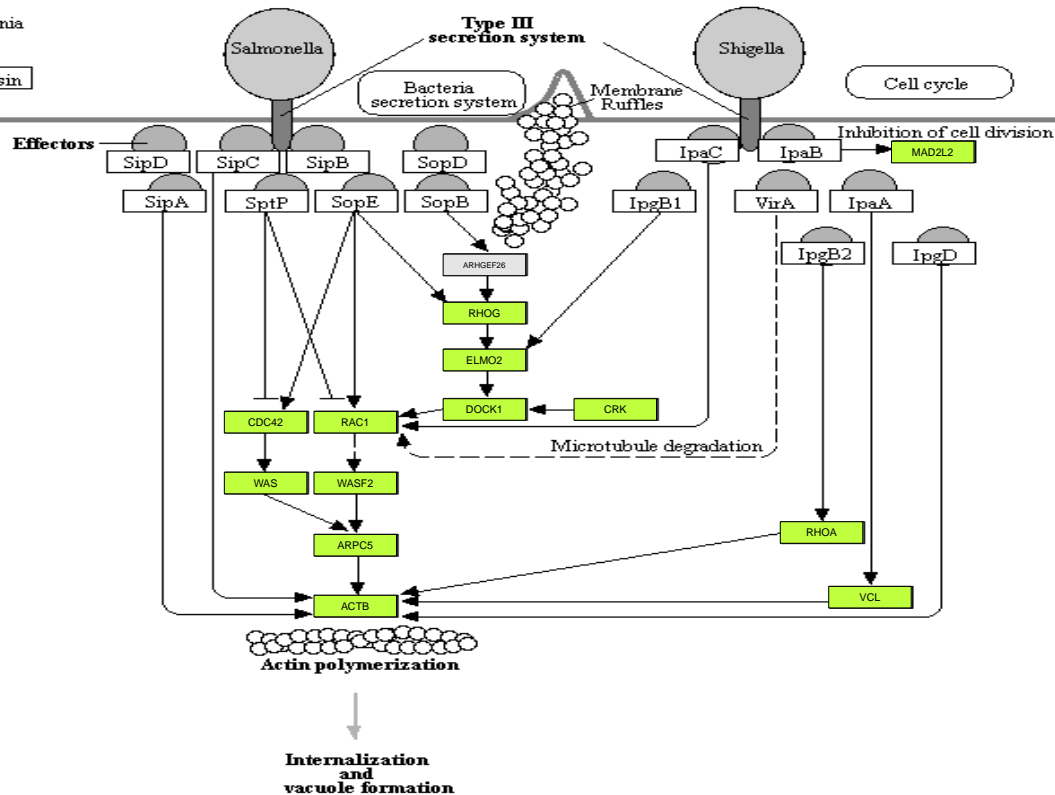 nia
Type III
secretion system
Salmonella
Shigella
sin
Bacteria
secretion system
Membrane
Ruffles
Cell cycle
Effectors
Inhibition of cell division
SipD
SipC
SipB
SopD
IpaC
IpaB
MAD2L2
SipA
SptP
SopE
SopB
IpgB1
VirA
IpaA
IpgB2
IpgD
ARHGEF26
RHOG
ELMO2
DOCK1
CRK
CDC42
RAC1
Microtubule degradation
WAS
WASF2
RHOA
ARPC5
VCL
ACTB
Actin polymerization
Internalization
and
vacuole formation